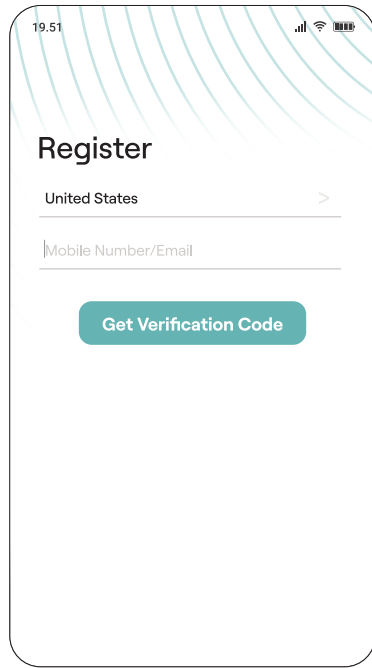 19.51
Register
United States >
Mobile Number/Email
Get Verification Code